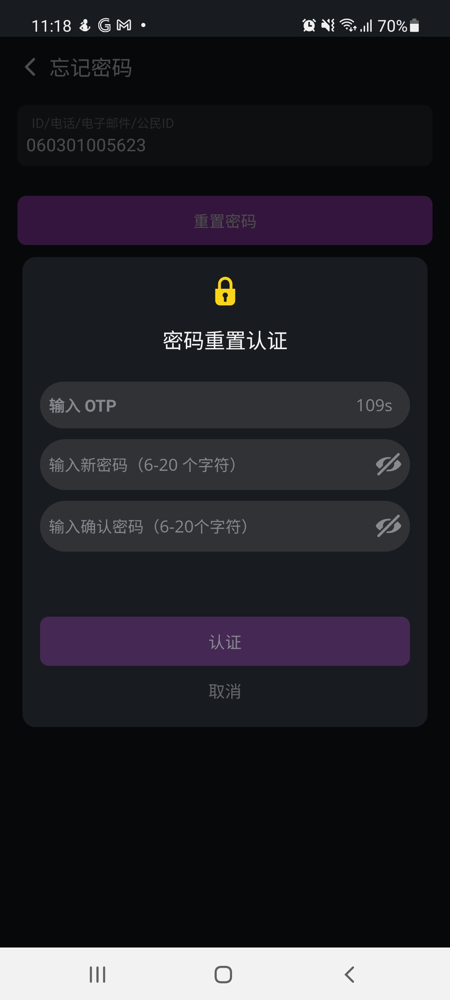 11:18
70%
忘记密码
ID/电话/电子邮件/公民ID
060301005623
重置密码
密码重置认证
输入 OTP 109s
输入新密码（6-20 个字符）
输入确认密码（6-20个字符）
认证
取消